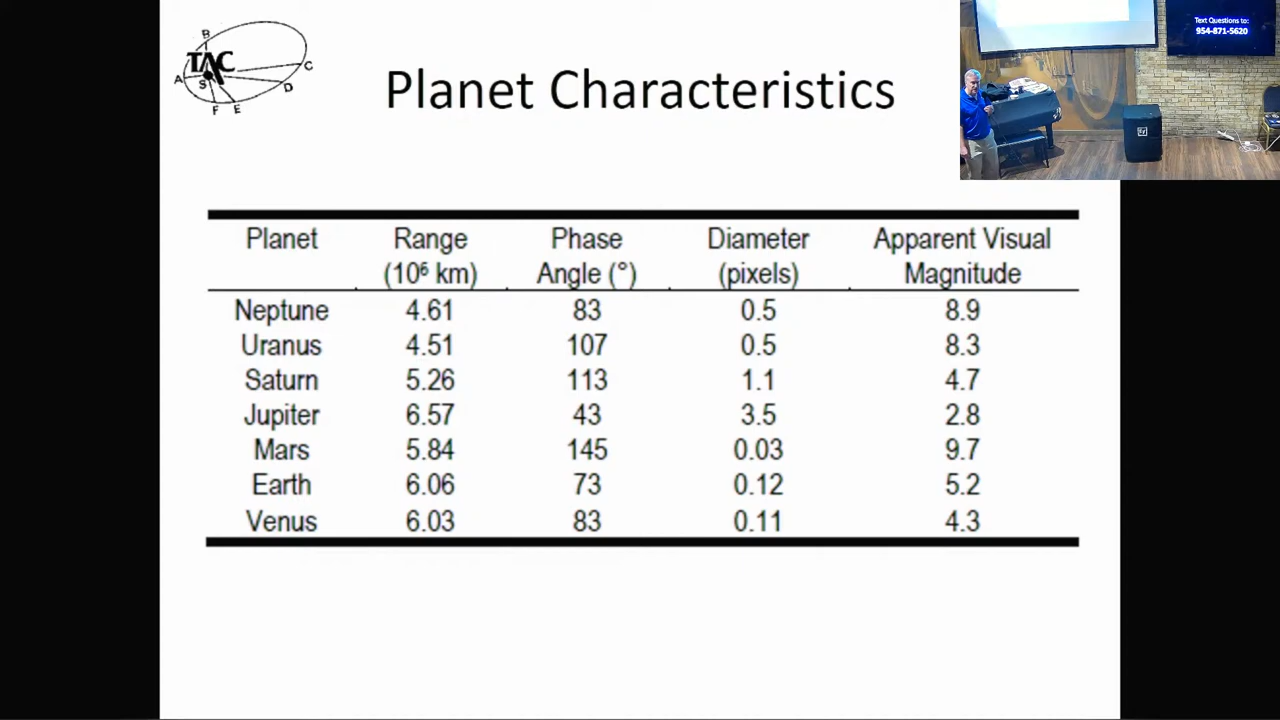 B
TAC
A
S
C
D
F
E
Planet Characteristics
Text Questions to:
954-871-5620
Planet Range Phase Diameter Apparent Visual
(10⁶ km) Angle (°) (pixels) Magnitude
Neptune 4.61 83 0.5 8.9
Uranus 4.51 107 0.5 8.3
Saturn 5.26 113 1.1 4.7
Jupiter 6.57 43 3.5 2.8
Mars 5.84 145 0.03 9.7
Earth 6.06 73 0.12 5.2
Venus 6.03 83 0.11 4.3